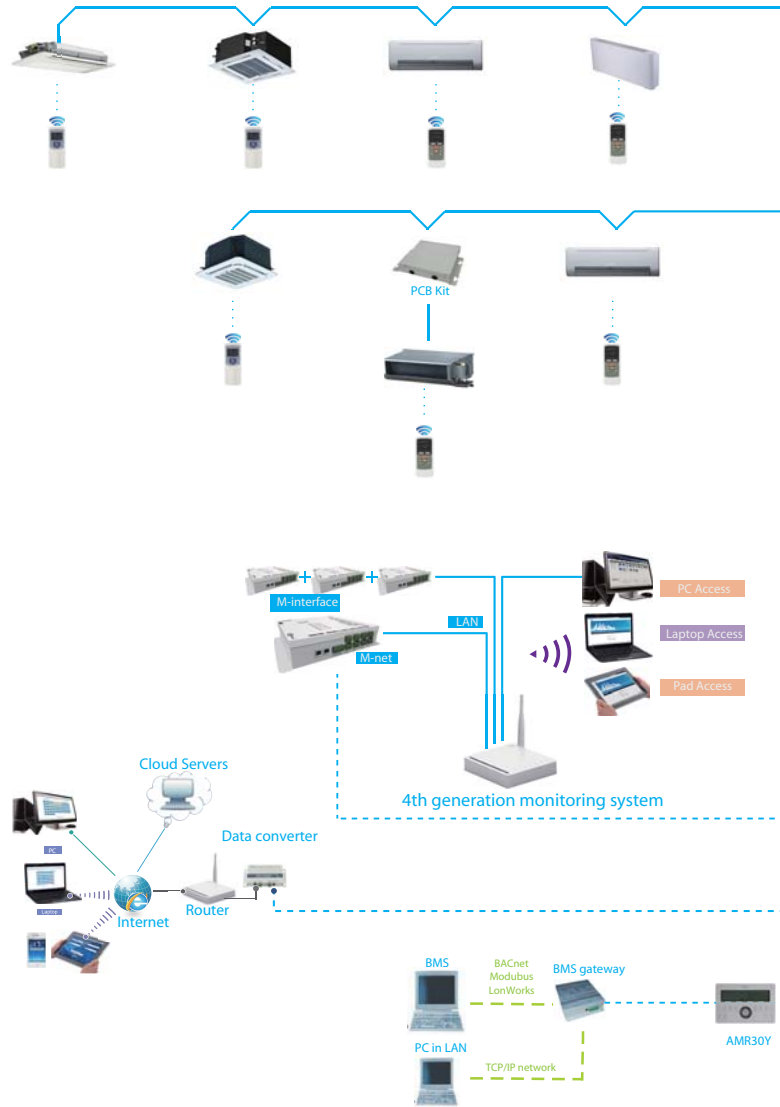 PCB Kit
M-interface
LAN
M-net
PC Access
Laptop Access
Pad Access
4th generation monitoring system
Cloud Servers
Data converter
PC
Laptop
Internet
Router
BMS
BACnet
Modubus
LonWorks
BMS gateway
AMR30Y
PC in LAN
TCP/IP network